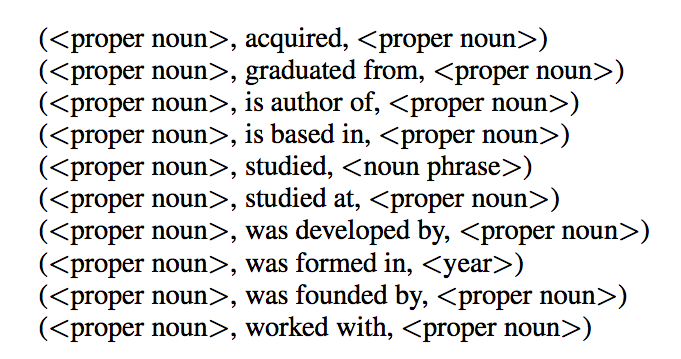 (<proper noun>, acquired, <proper noun>)
(<proper noun>, graduated from, <proper noun>)
(<proper noun>, is author of, <proper noun>)
(<proper noun>, is based in, <proper noun>)
(<proper noun>, studied, <noun phrase>)
(<proper noun>, studied at, <proper noun>)
(<proper noun>, was developed by, <proper noun>)
(<proper noun>, was formed in, <year>)
(<proper noun>, was founded by, <proper noun>)
(<proper noun>, worked with, <proper noun>)